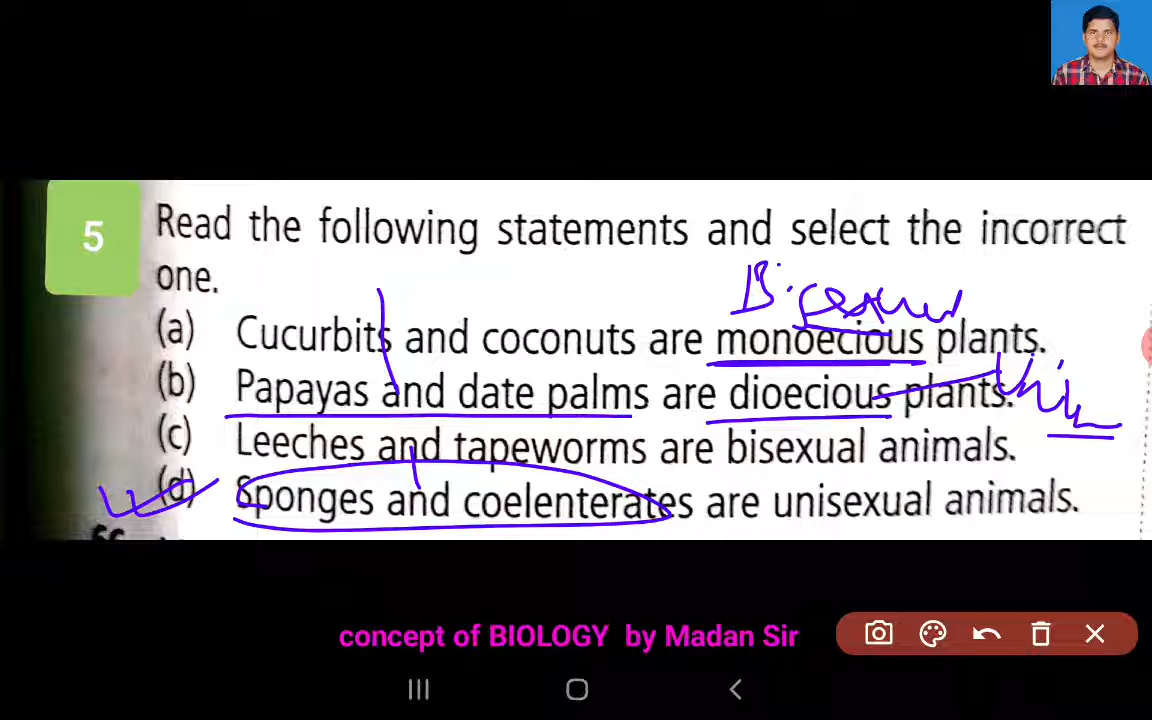 5
Read the following statements and select the incorrect
one.
Bisexual
(a) Cucurbits and coconuts are monoecious plants.
(b) Papayas and date palms are dioecious plants.
(c) Leeches and tapeworms are bisexual animals.
(d) Sponges and coelenterates are unisexual animals.
concept of BIOLOGY by Madan Sir